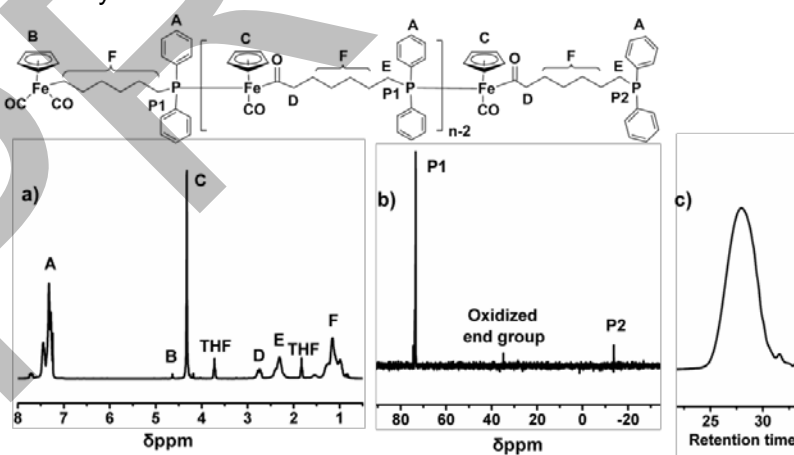 A
B
C
C
A
F
F
E
F
E
O
O
Fe
P
Fe
P
Fe
P
OC
CO
P1
CO
D
P1
CO
D
P2
n-2
a)
b)
c)
C
P1
A
Oxidized
end group
P2
B
THF
D
E
THF
F
8 7 6 5 4 3 2 1
80 60 40 20 0 -20
25 30
δppm
δppm
Retention time